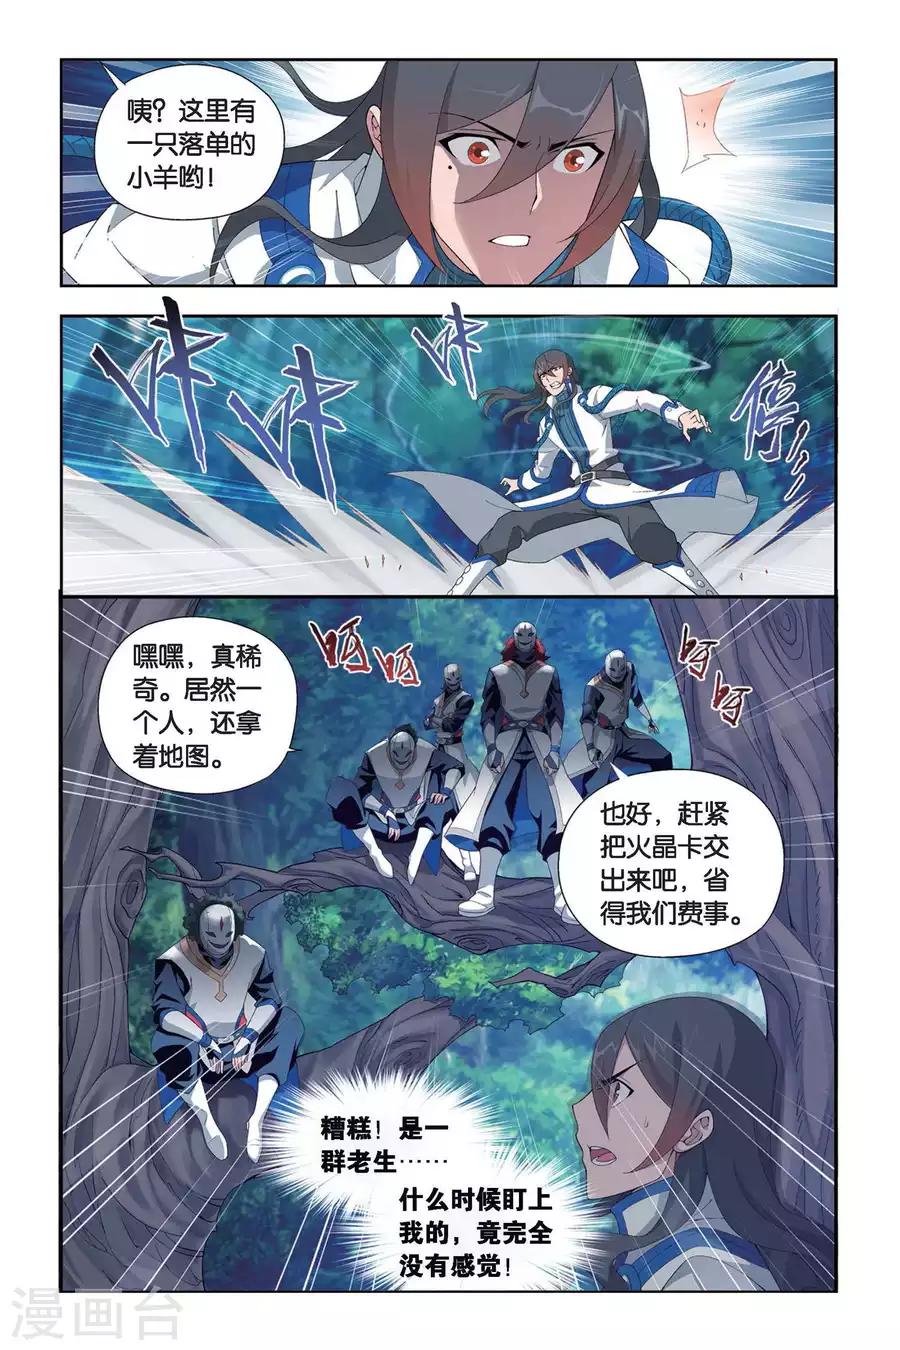 咦？这里有
一只落单的
小羊哟！
咔
咔
咔
停
嘿嘿，真稀
奇。居然一
个人，还拿
着地图。
呵呵
呵呵
也好，赶紧
把火晶卡交
出来吧，省
得我们费事。
糟糕！是一
群老生……
什么时候盯上
我的，竟完全
没有感觉！
漫画台